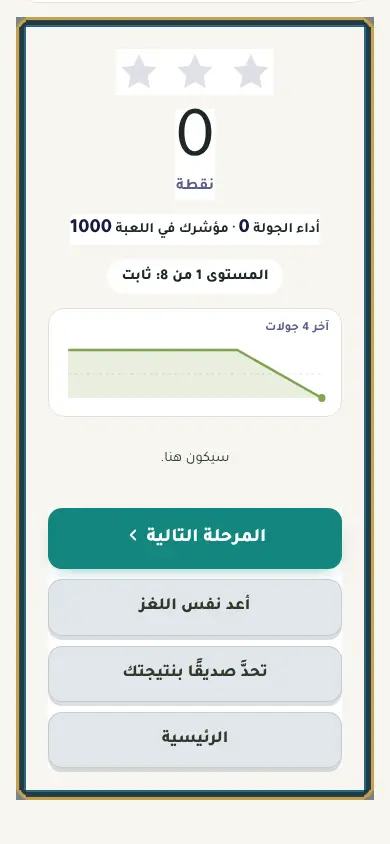 0
نقطة
أداء الجولة 0 · مؤشرك في اللعبة 1000
المستوى 1 من 8: ثابت
آخر 4 جولات
سيكون هنا.
المرحلة التالية ›
أعد نفس اللغز
تحدَّ صديقًا بنتيجتك
الرئيسية